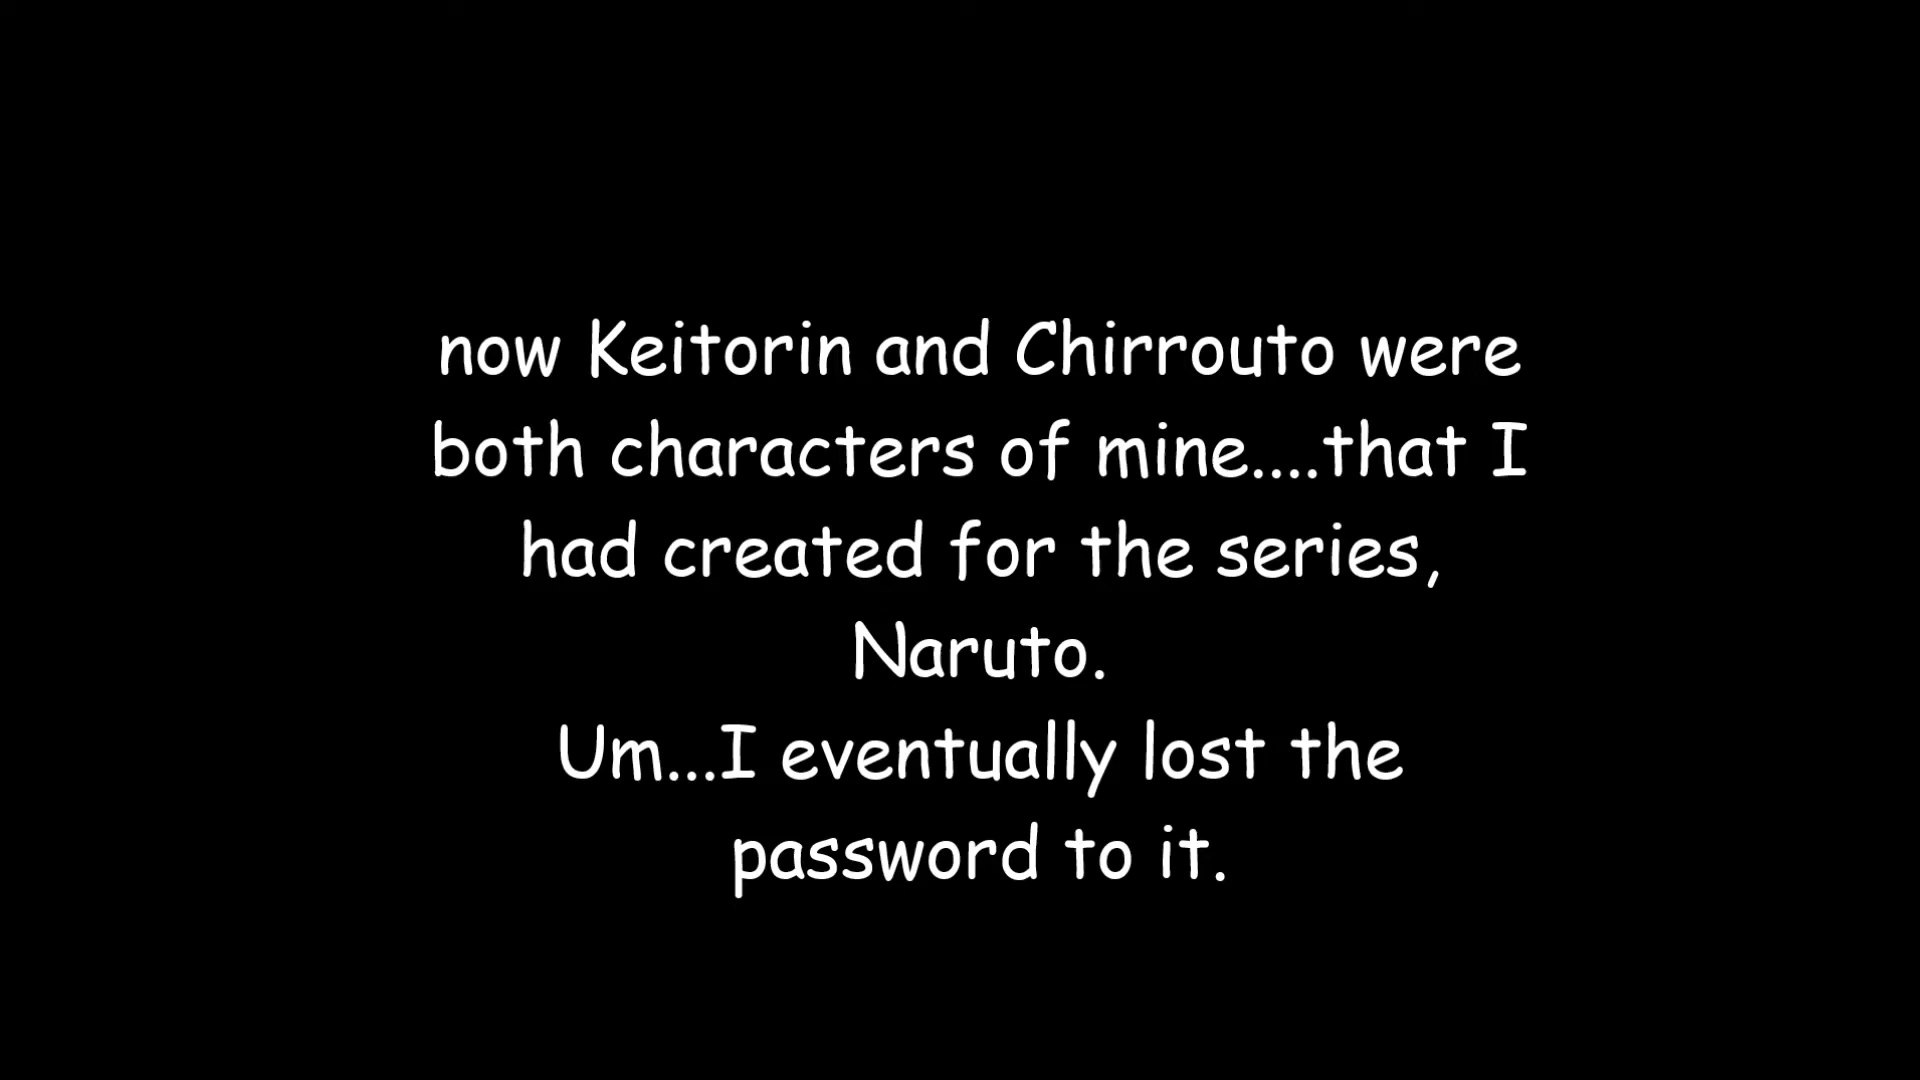 now Keitorin and Chirrouto were
both characters of mine....that I
had created for the series,
Naruto.
Um...I eventually lost the
password to it.